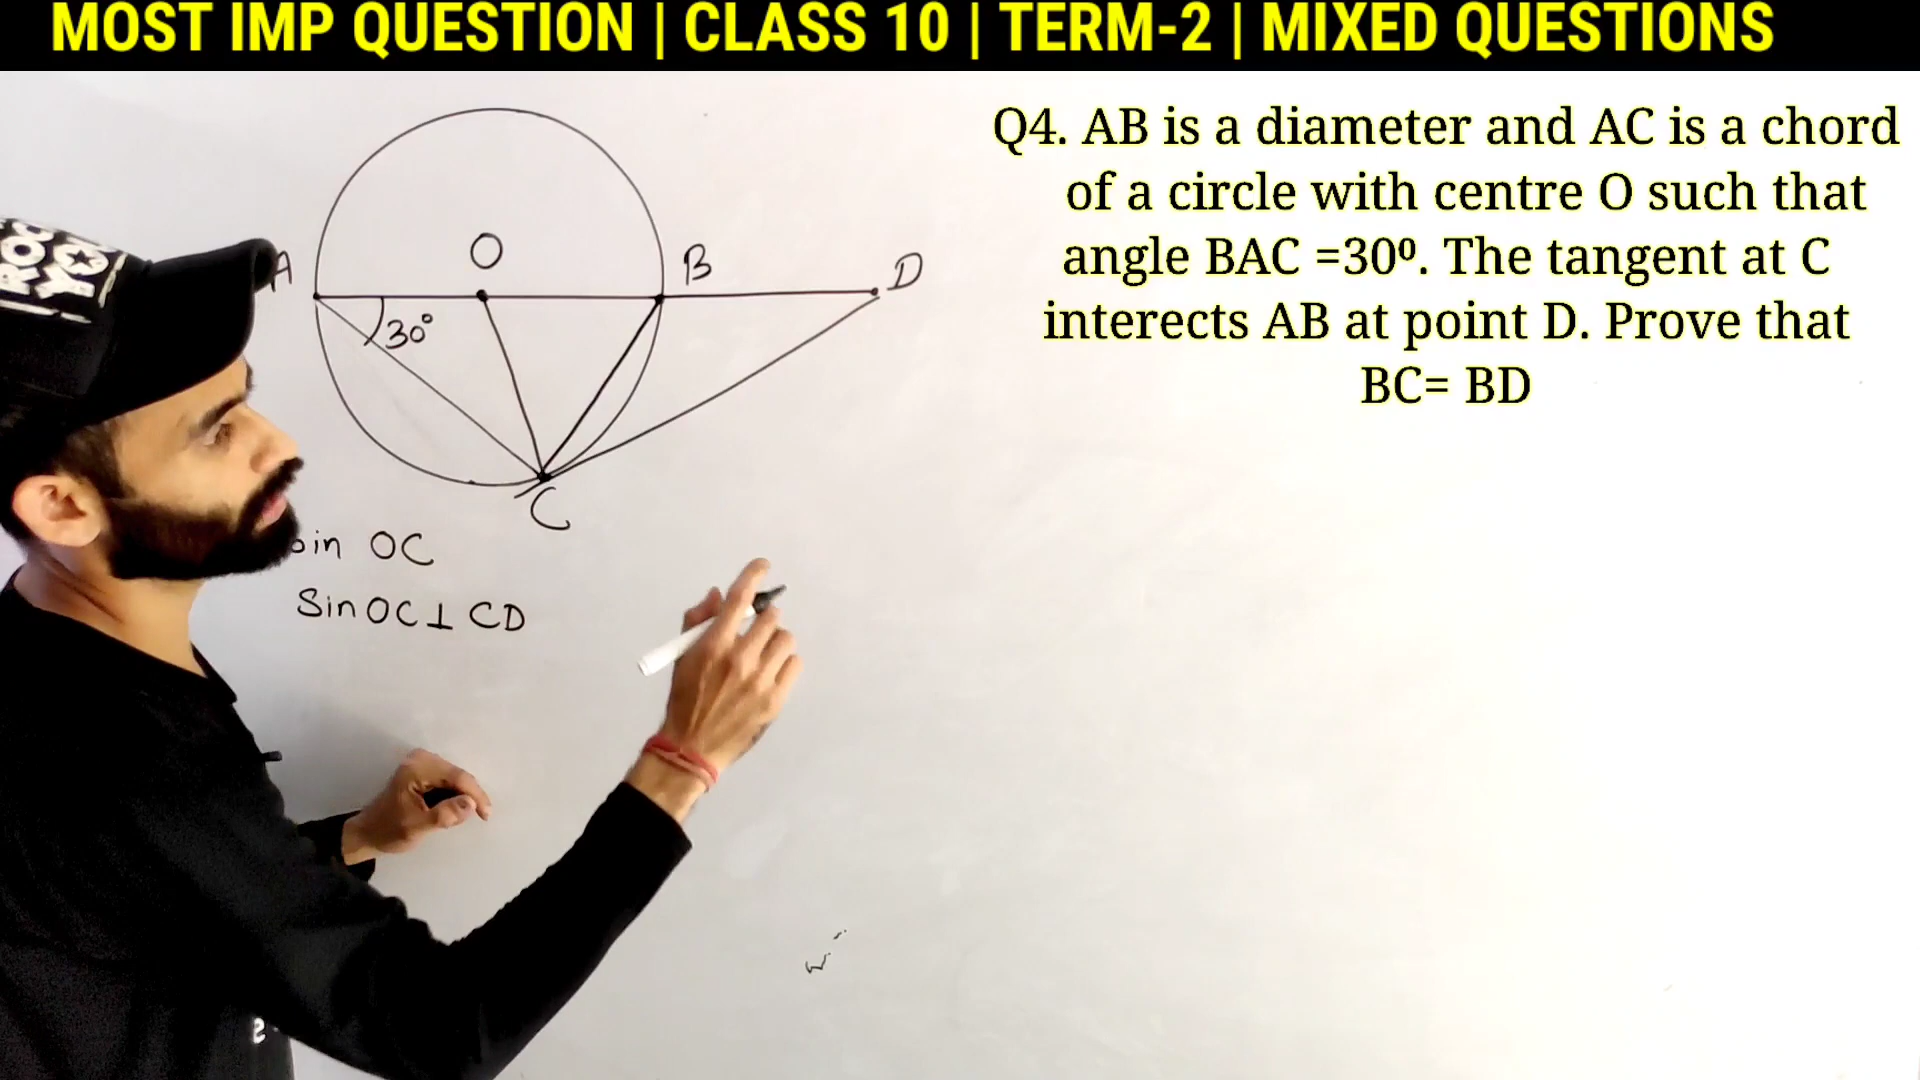 MOST IMP QUESTION | CLASS 10 | TERM-2 | MIXED QUESTIONS
Q4. AB is a diameter and AC is a chord
of a circle with centre O such that
angle BAC =30⁰. The tangent at C
interects AB at point D. Prove that
BC= BD
O
A
B
D
30°
C
oin OC
Sin OC ⊥ CD